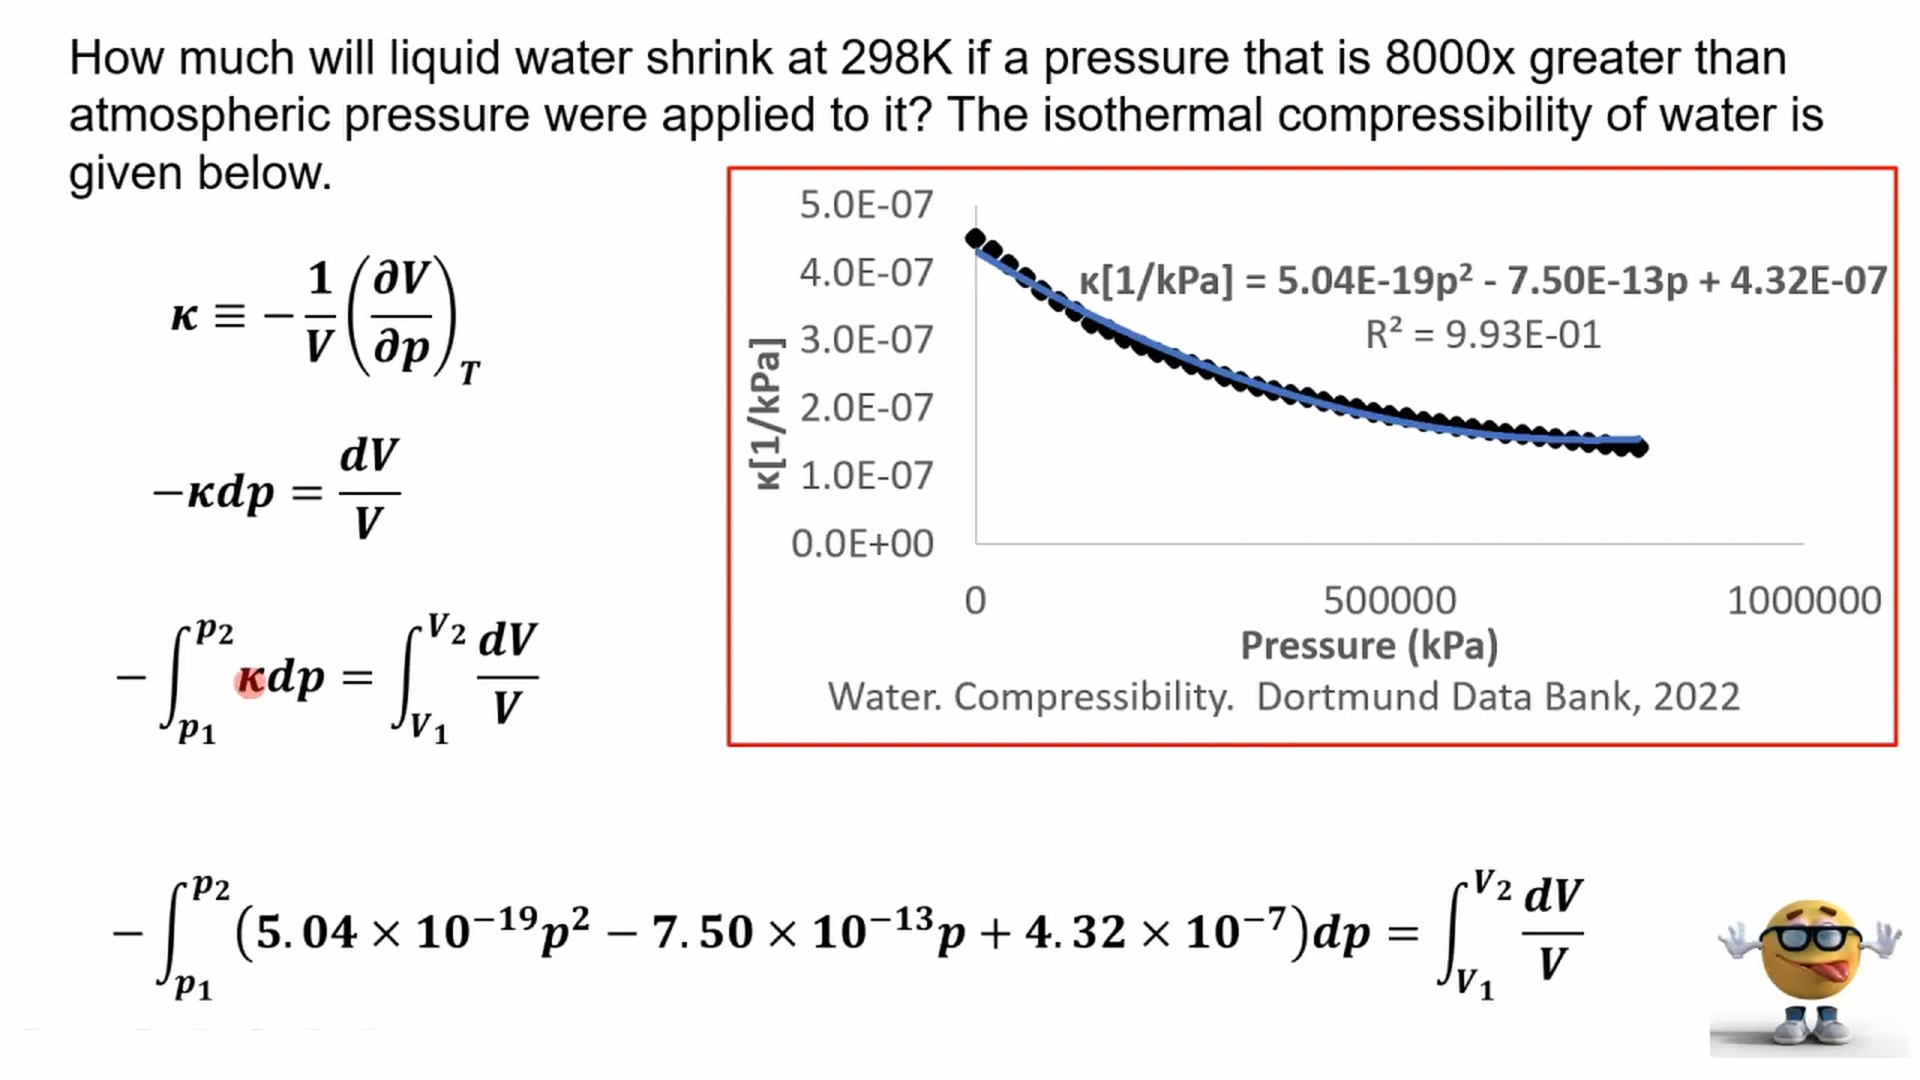 How much will liquid water shrink at 298K if a pressure that is 8000x greater than
atmospheric pressure were applied to it? The isothermal compressibility of water is
given below.
κ ≡ −1/V (∂V/∂p)_T
−κdp = dV/V
−∫_{p₁}^{p₂} κdp = ∫_{V₁}^{V₂} dV/V
5.0E-07
4.0E-07
3.0E-07
2.0E-07
1.0E-07
0.0E+00
κ[1/kPa]
κ[1/kPa] = 5.04E-19p² - 7.50E-13p + 4.32E-07
R² = 9.93E-01
0 500000 1000000
Pressure (kPa)
Water. Compressibility. Dortmund Data Bank, 2022
−∫_{p₁}^{p₂} (5.04 × 10⁻¹⁹p² − 7.50 × 10⁻¹³p + 4.32 × 10⁻⁷)dp = ∫_{V₁}^{V₂} dV/V